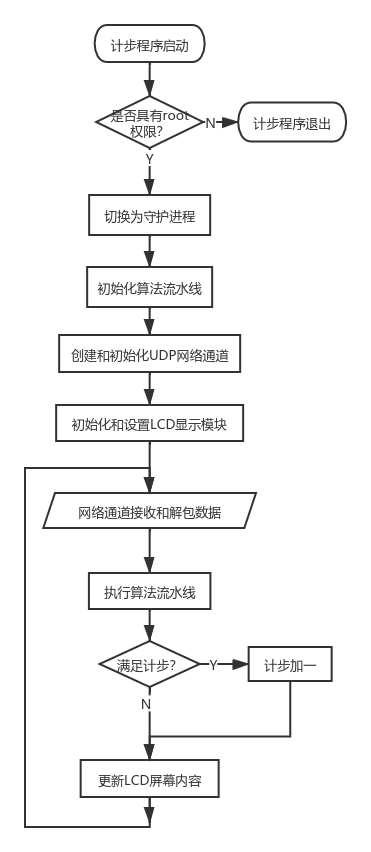 计步程序启动
是否具有root
权限?
N
计步程序退出
Y
切换为守护进程
初始化算法流水线
创建和初始化UDP网络通道
初始化和设置LCD显示模块
网络通道接收和解包数据
执行算法流水线
满足计步?
Y
计步加一
N
更新LCD屏幕内容